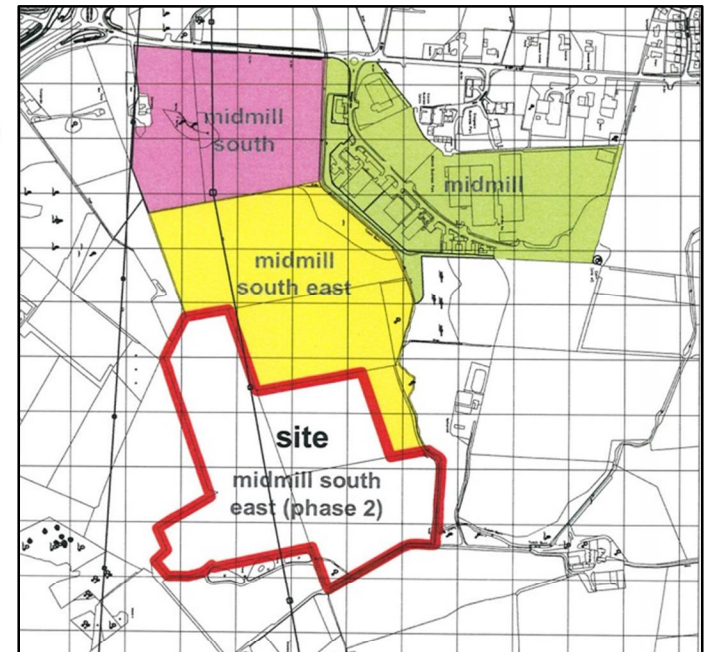 midmill
south
midmill
midmill
south east
site
midmill south
east (phase 2)